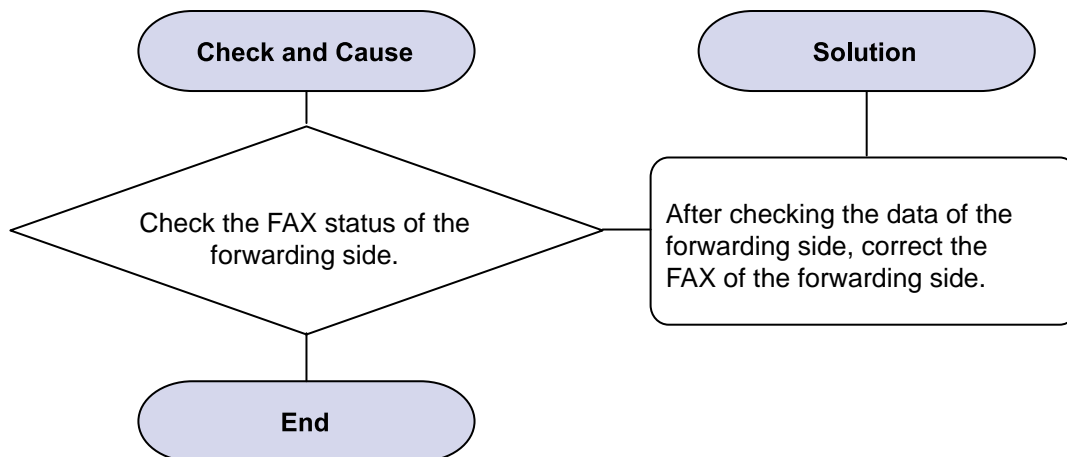 Check and Cause
Solution
Check the FAX status of the
forwarding side.
After checking the data of the
forwarding side, correct the
FAX of the forwarding side.
End